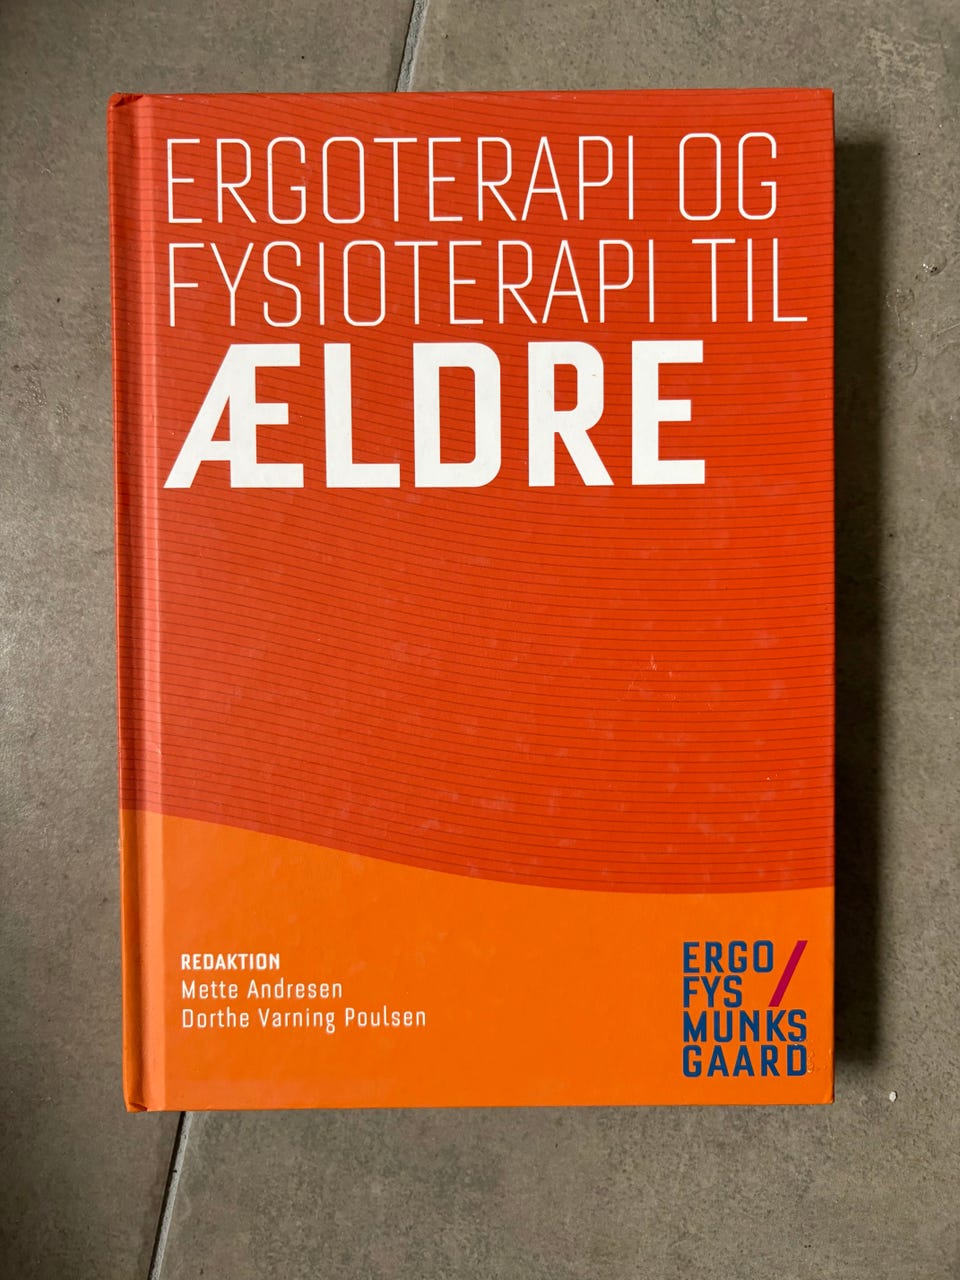 ERGOTERAPI OG
FYSIOTERAPI TIL
ÆLDRE
REDAKTION
Mette Andresen
Dorthe Varning Poulsen
ERGO/
FYS
MUNKS
GAARD